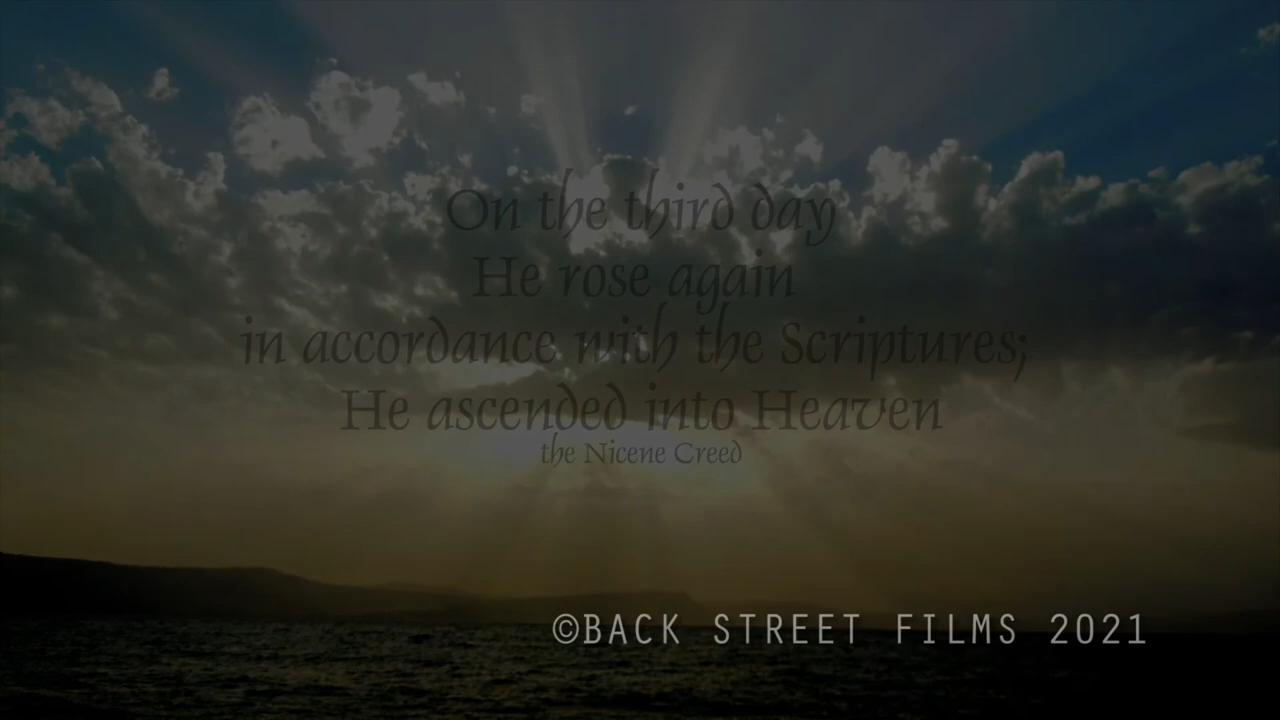 On the third day
He rose again
in accordance with the Scriptures;
He ascended into Heaven
the Nicene Creed
©BACK STREET FILMS 2021